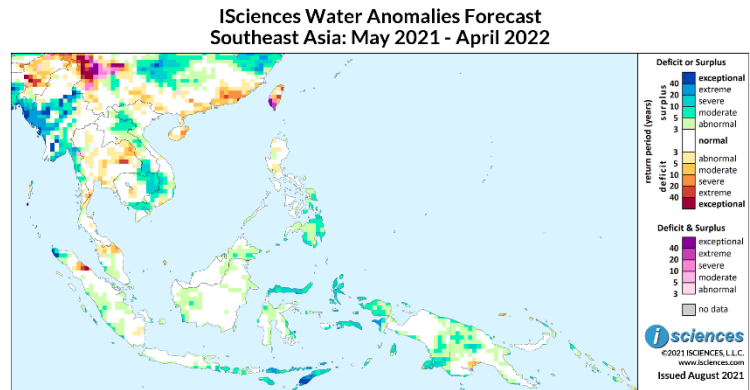 ISciences Water Anomalies Forecast
Southeast Asia: May 2021 - April 2022
Deficit or Surplus
return period (years)
surplus
40 exceptional
20 extreme
10 severe
5 moderate
3 abnormal
normal
deficit
3 abnormal
5 moderate
10 severe
20 extreme
40 exceptional
Deficit & Surplus
40 exceptional
20 extreme
10 severe
5 moderate
3 abnormal
no data
i sciences
©2021 ISCIENCES, L.L.C.
www.isciences.com
Issued August 2021